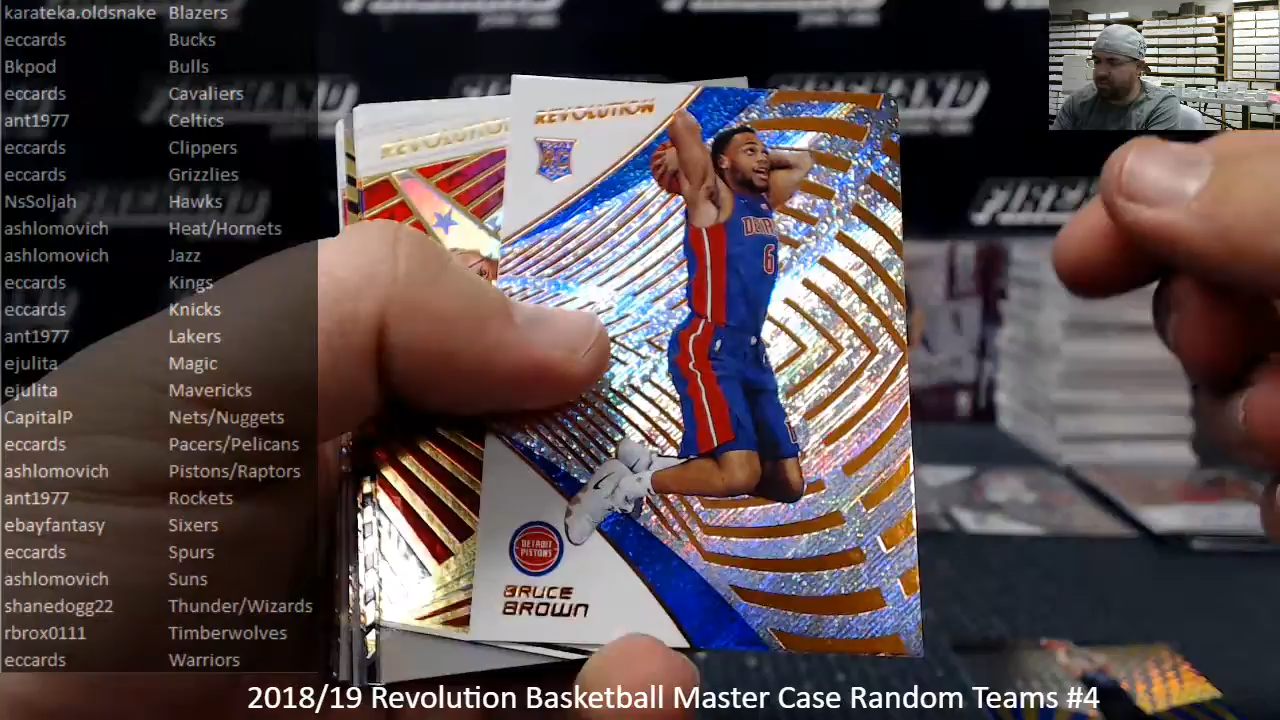 karateka.oldsnake Blazers
eccards Bucks
Bkpod Bulls
eccards Cavaliers
ant1977 Celtics
eccards Clippers
eccards Grizzlies
NsSoljah Hawks
ashlomovich Heat/Hornets
ashlomovich Jazz
eccards Kings
eccards Knicks
ant1977 Lakers
ejulita Magic
ejulita Mavericks
CapitalP Nets/Nuggets
eccards Pacers/Pelicans
ashlomovich Pistons/Raptors
ant1977 Rockets
ebayfantasy Sixers
eccards Spurs
ashlomovich Suns
shanedogg22 Thunder/Wizards
rbrox0111 Timberwolves
eccards Warriors
REVOLUTION
REVOLUTION
6
DETROIT
PISTONS
BRUCE
BROWN
2018/19 Revolution Basketball Master Case Random Teams #4